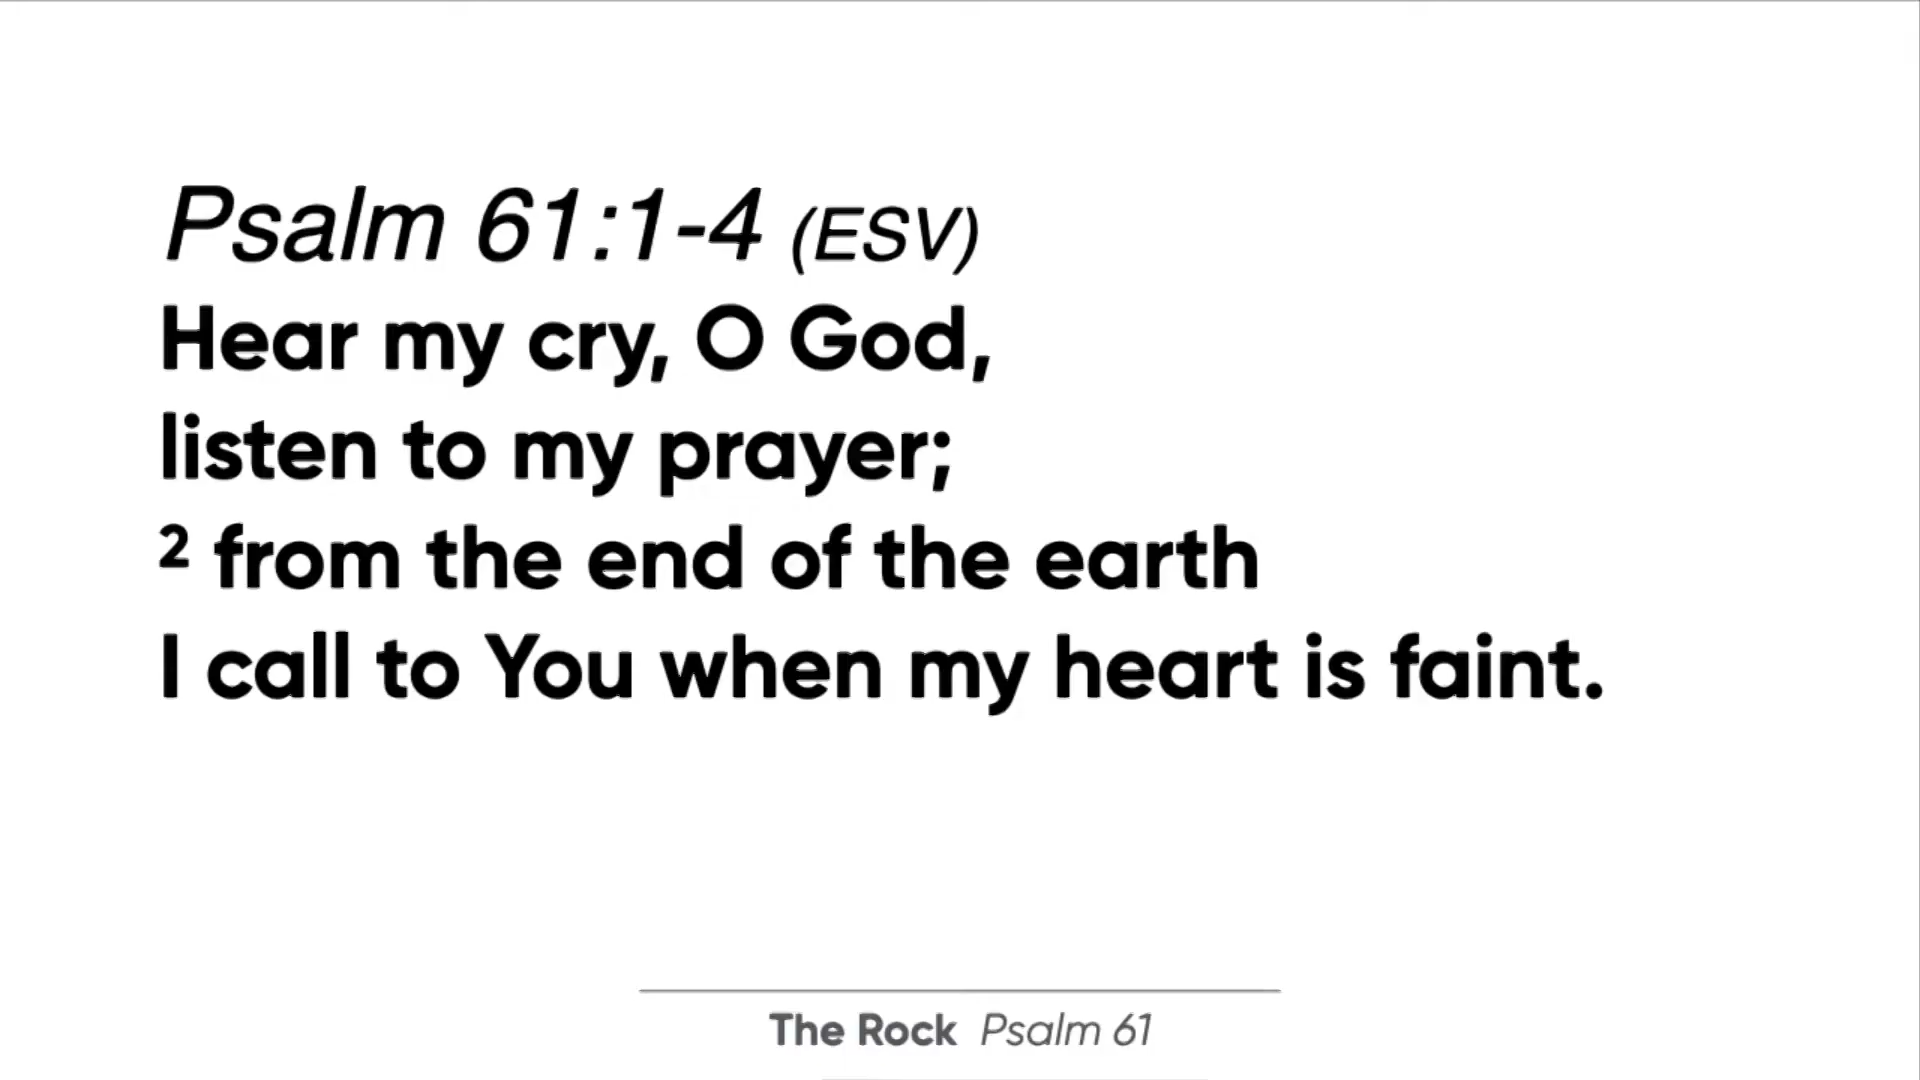 Psalm 61:1-4 (ESV)
Hear my cry, O God,
listen to my prayer;
² from the end of the earth
I call to You when my heart is faint.
The Rock Psalm 61